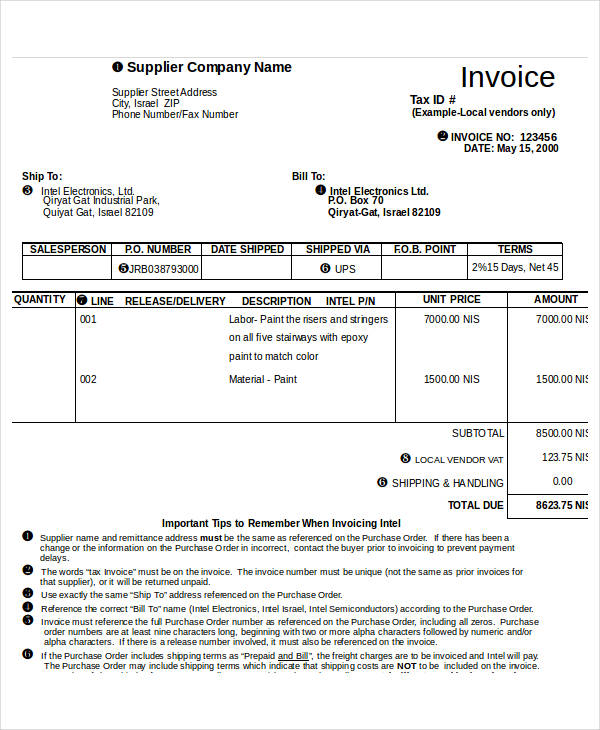 ❶ Supplier Company Name
Invoice
Supplier Street Address
City, Israel ZIP
Phone Number/Fax Number
Tax ID #
(Example-Local vendors only)
❷ INVOICE NO: 123456
DATE: May 15, 2000
Ship To:
Bill To:
❸ Intel Electronics, Ltd.
Qiryat Gat Industrial Park,
Quiyat Gat, Israel 82109
❹ Intel Electronics Ltd.
P.O. Box 70
Qiryat-Gat, Israel 82109
SALESPERSON P.O. NUMBER DATE SHIPPED SHIPPED VIA F.O.B. POINT TERMS
❺JRB038793000 ❻ UPS 2%15 Days, Net 45
QUANTITY ❼ LINE RELEASE/DELIVERY DESCRIPTION INTEL P/N UNIT PRICE AMOUNT
001 Labor- Paint the risers and stringers 7000.00 NIS 7000.00 NIS
on all five stairways with epoxy
paint to match color
002 Material - Paint 1500.00 NIS 1500.00 NIS
SUBTOTAL 8500.00 NIS
❽ LOCAL VENDOR VAT 123.75 NIS
❻ SHIPPING & HANDLING 0.00
TOTAL DUE 8623.75 NIS
Important Tips to Remember When Invoicing Intel
❶ Supplier name and remittance address must be the same as referenced on the Purchase Order. If there has been a
change or the information on the Purchase Order in incorrect, contact the buyer prior to invoicing to prevent payment
delays.
❷ The words “tax Invoice” must be on the invoice. The invoice number must be unique (not the same as prior invoices for
that supplier), or it will be returned unpaid.
❸ Use exactly the same “Ship To” address referenced on the Purchase Order.
❹ Reference the correct “Bill To” name (Intel Electronics, Intel Israel, Intel Semiconductors) according to the Purchase Order.
❺ Invoice must reference the full Purchase Order number as referenced on the Purchase Order, including all zeros. Purchase
order numbers are at least nine characters long, beginning with two or more alpha characters followed by numeric and/or
alpha characters. If there is a release number involved, it must also be referenced on the invoice.
❻ If the Purchase Order includes shipping terms as “Prepaid and Bill”, the freight charges are to be invoiced and Intel will pay.
The Purchase Order may include shipping terms which indicate that shipping costs are NOT to be included on the invoice.